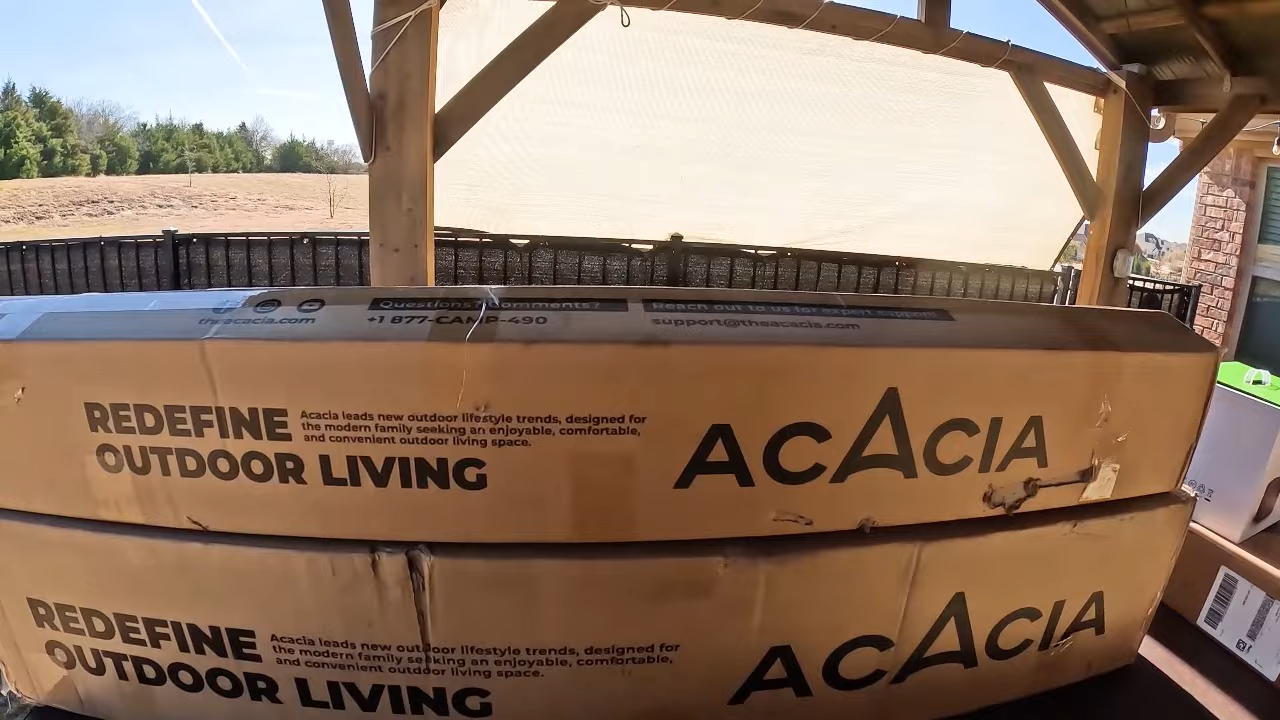 Questions? Comments?
Reach out to us for expert support
theacacia.com
+1 877-CAMP-490
support@theacacia.com
REDEFINE
OUTDOOR LIVING
Acacia leads new outdoor lifestyle trends, designed for
the modern family seeking an enjoyable, comfortable,
and convenient outdoor living space.
ACACIA
REDEFINE
OUTDOOR LIVING
Acacia leads new outdoor lifestyle trends, designed for
the modern family seeking an enjoyable, comfortable,
and convenient outdoor living space.
ACACIA